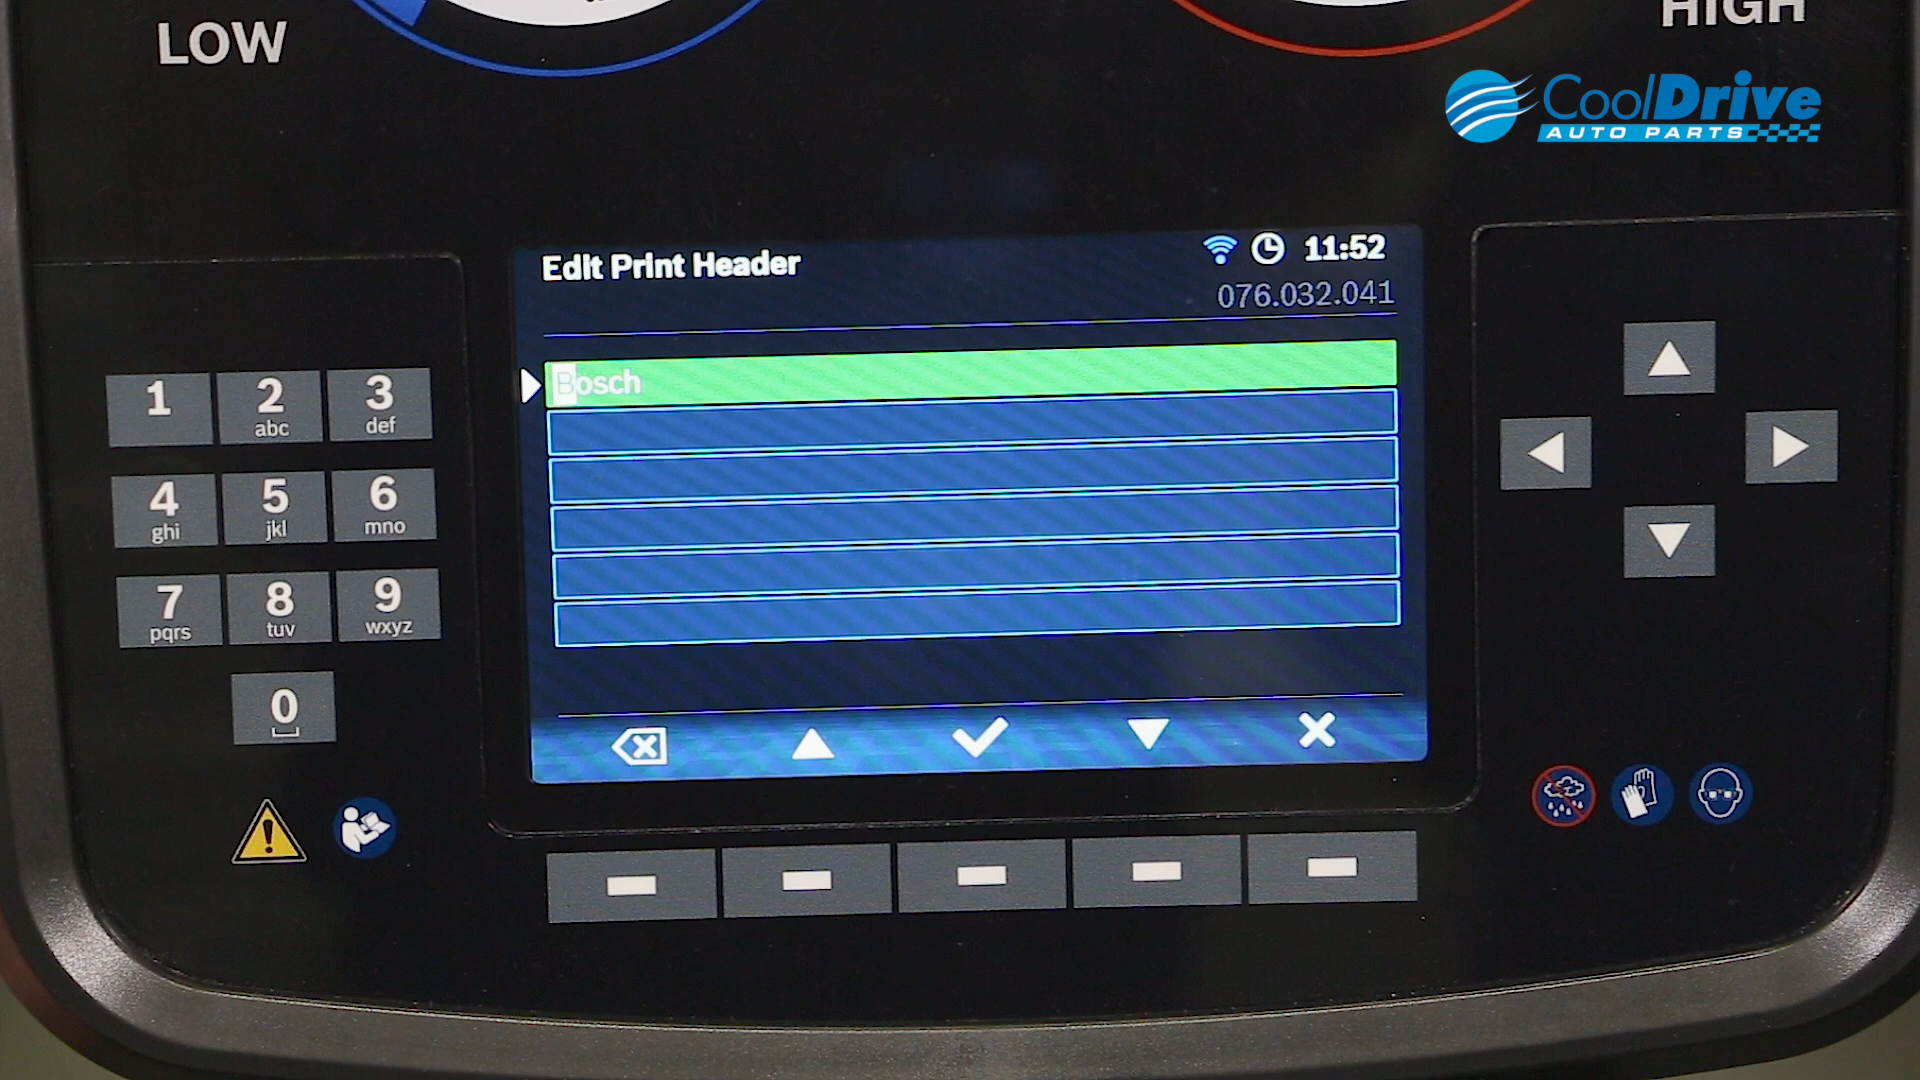 LOW
HIGH
CoolDrive
AUTO PARTS
Edit Print Header
11:52
076.032.041
Bosch
1
2
abc
3
def
4
ghi
5
jkl
6
mno
7
pqrs
8
tuv
9
wxyz
0